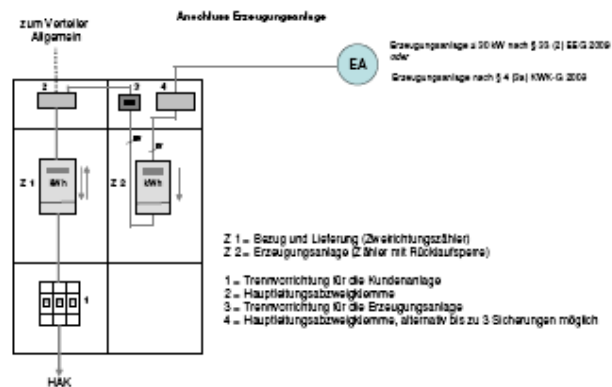 Anschluss Erzeugungsanlage
zum Verteiler
Allgemein
EA
Erzeugungsanlage ≤ 30 kW nach § 33 (2) EEG 2009
oder
Erzeugungsanlage nach § 4 (3a) KWK-G 2009
2
3
4
Z 1
kWh
Z 2
kWh
Z 1 = Bezug und Lieferung (Zweirichtungszähler)
Z 2 = Erzeugungsanlage (Zähler mit Rücklaufsperre)
1
1 = Trennvorrichtung für die Kundenanlage
2 = Hauptleitungsabzweigklemme
3 = Trennvorrichtung für die Erzeugungsanlage
4 = Hauptleitungsabzweigklemme, alternativ bis zu 3 Sicherungen möglich
HAK